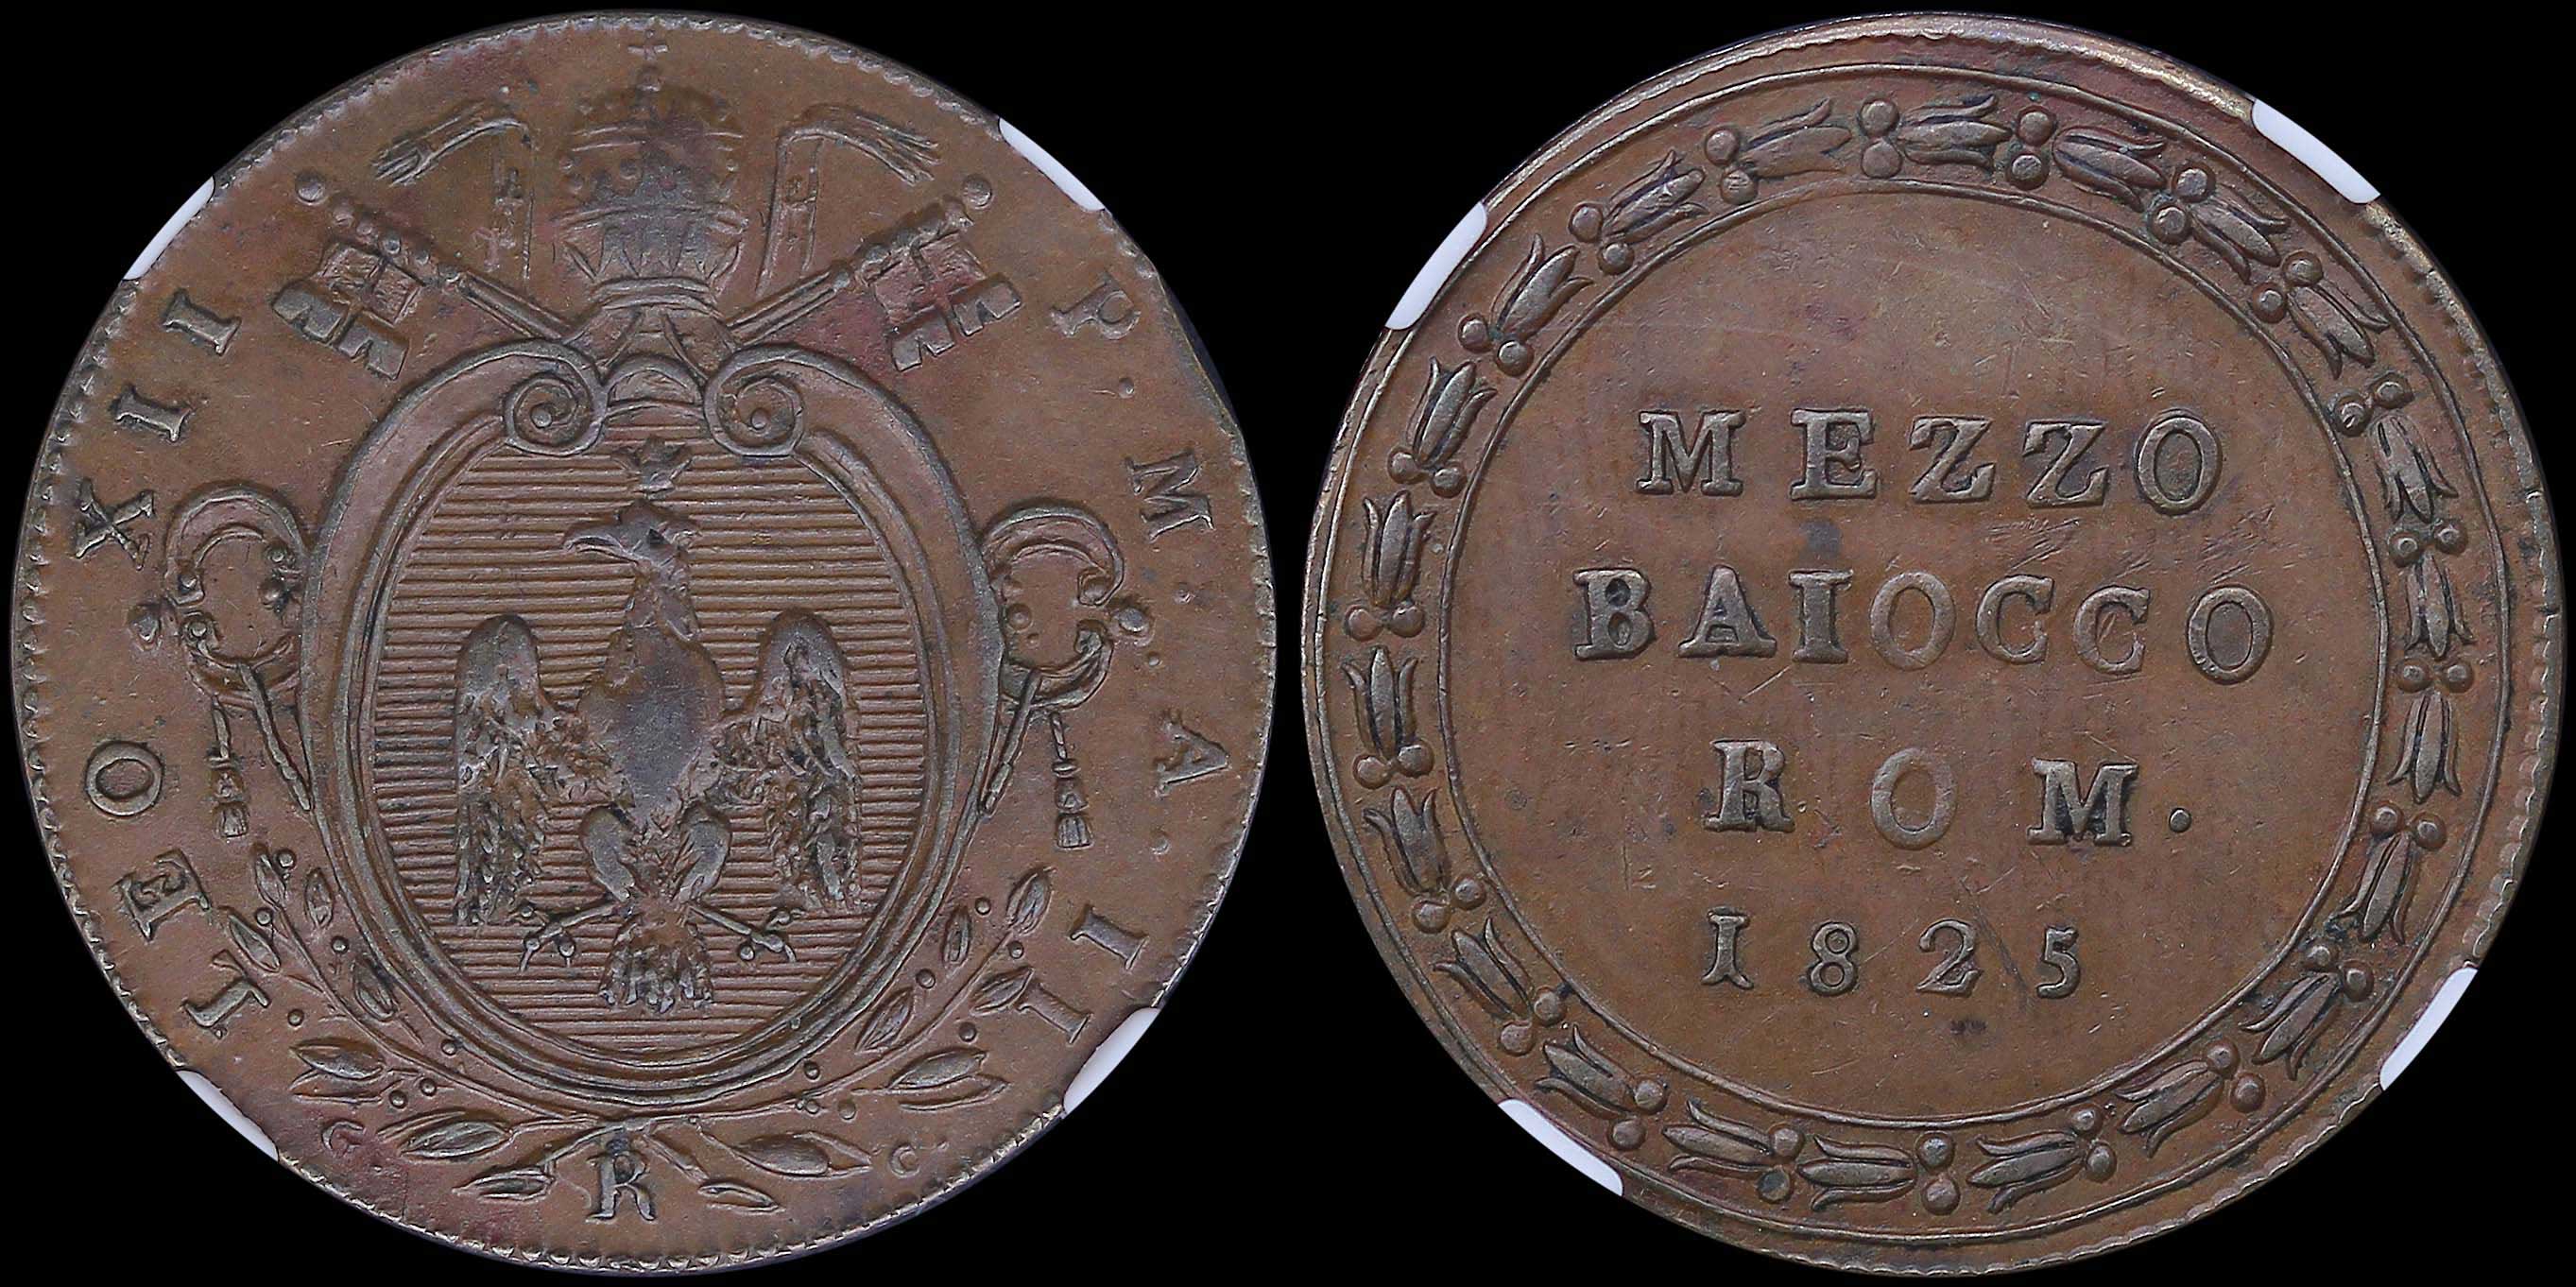 LEO XII P. M. A. II
G. R C.
MEZZO
BAIOCCO
ROM.
1825